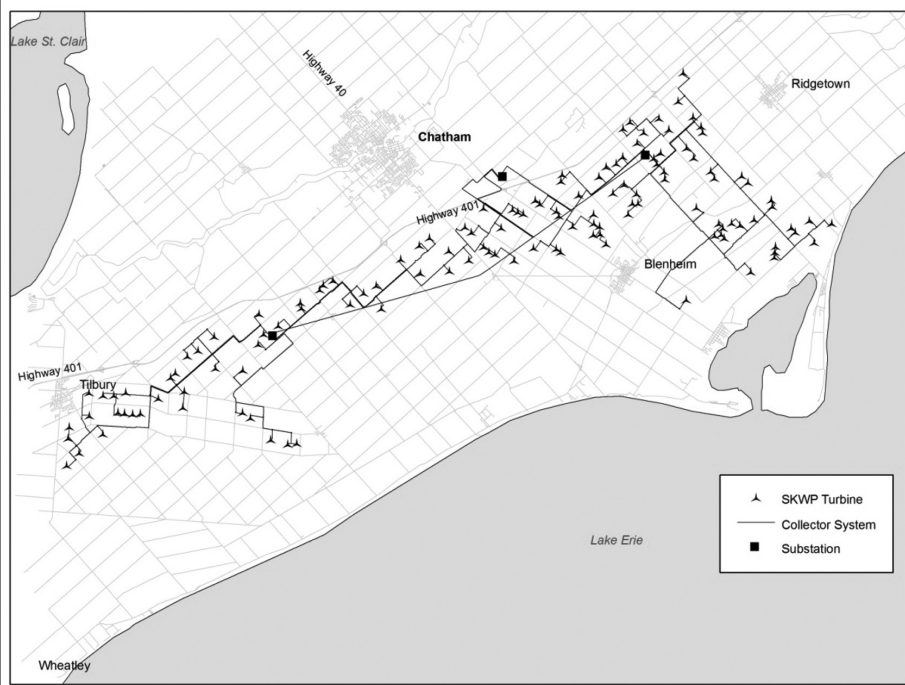 Lake St. Clair
Highway 40
Ridgetown
Chatham
Highway 401
Blenheim
Highway 401
Tilbury
SKWP Turbine
Collector System
Substation
Lake Erie
Wheatley